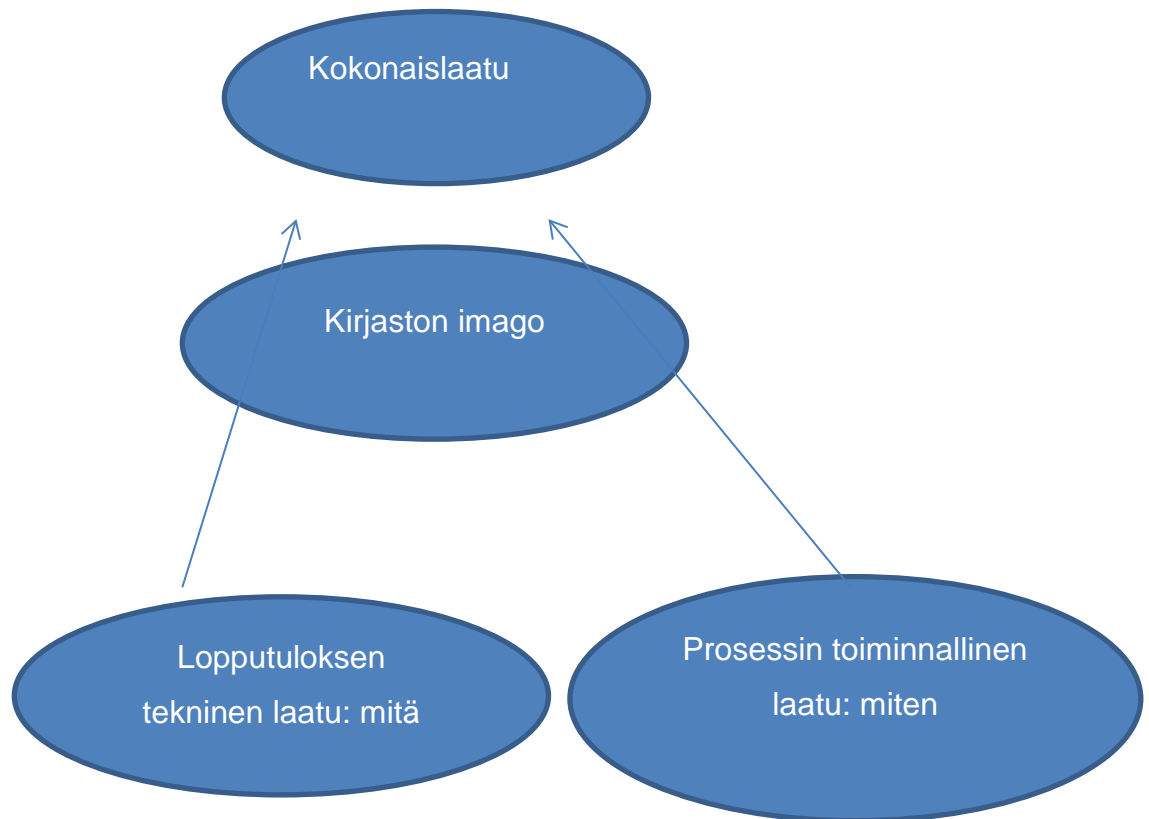 Kokonaislaatu
Kirjaston imago
Lopputuloksen
tekninen laatu: mitä
Prosessin toiminnallinen
laatu: miten